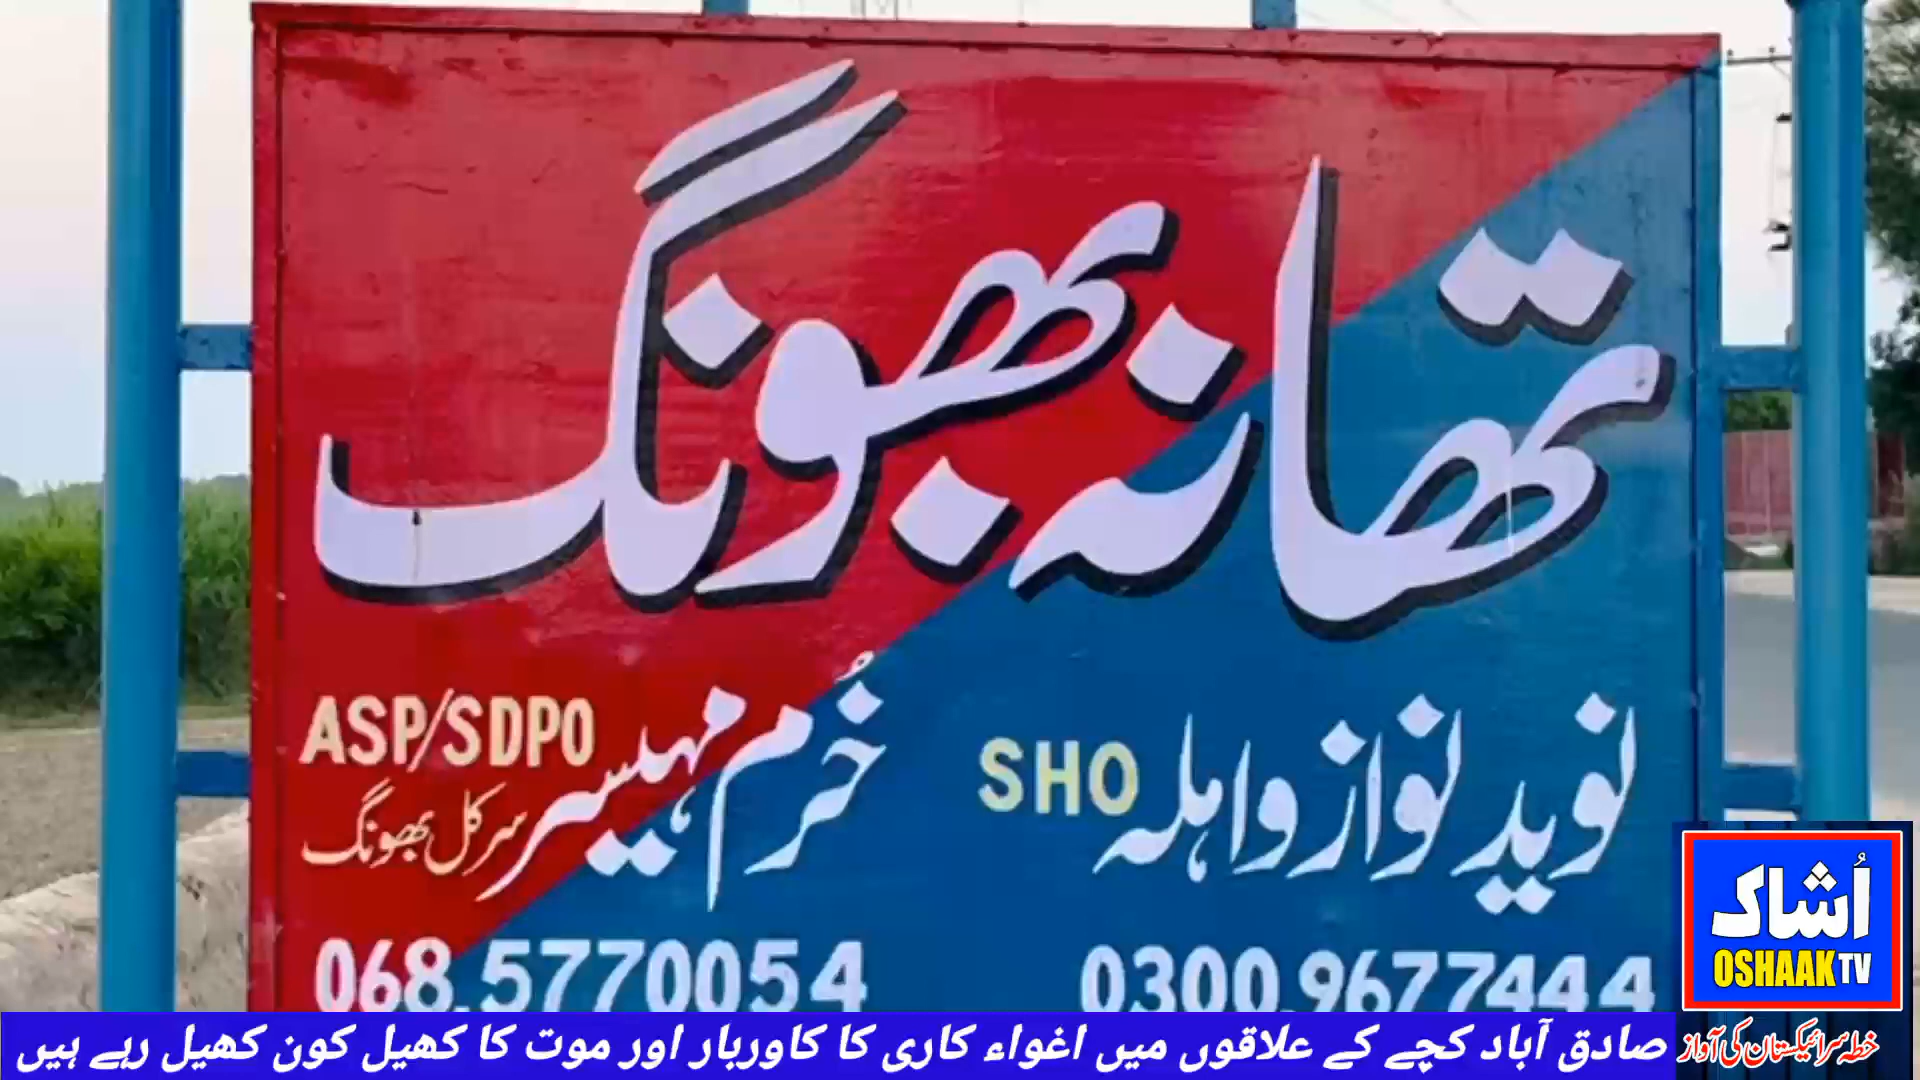 تھانہ بھونگ
نوید نواز واہلہ SHO
خُرم مہیسر ASP/SDPO
سرکل بھونگ
0300.9677444
068.5770054
اُشاک
OSHAAK TV
خطہ سرائیکستان کی آواز
صادق آباد کچے کے علاقوں میں اغواء کاری کا کاوربار اور موت کا کھیل کون کھیل رہے ہیں